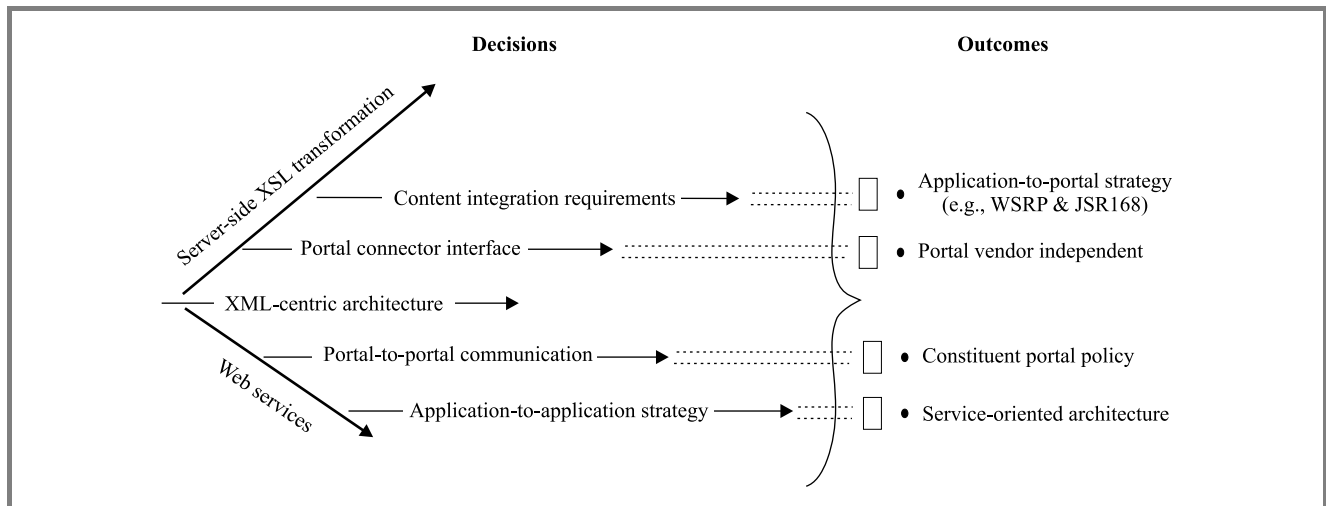 Decisions
Outcomes
Server-side XSL transformation
Content integration requirements
• Application-to-portal strategy
(e.g., WSRP & JSR168)
Portal connector interface
• Portal vendor independent
XML-centric architecture
Portal-to-portal communication
• Constituent portal policy
Web services
Application-to-application strategy
• Service-oriented architecture